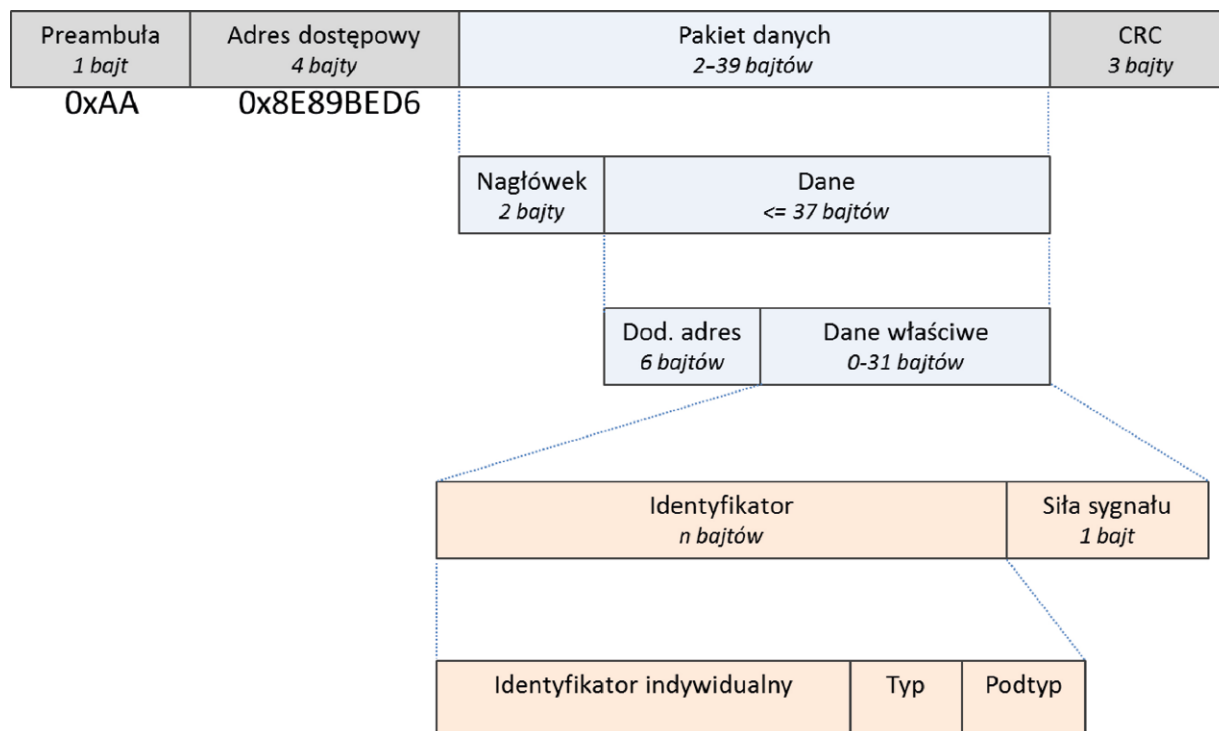 Preambuła
1 bajt
Adres dostępowy
4 bajty
Pakiet danych
2–39 bajtów
CRC
3 bajty
0xAA
0x8E89BED6
Nagłówek
2 bajty
Dane
<= 37 bajtów
Dod. adres
6 bajtów
Dane właściwe
0-31 bajtów
Identyfikator
n bajtów
Siła sygnału
1 bajt
Identyfikator indywidualny
Typ
Podtyp